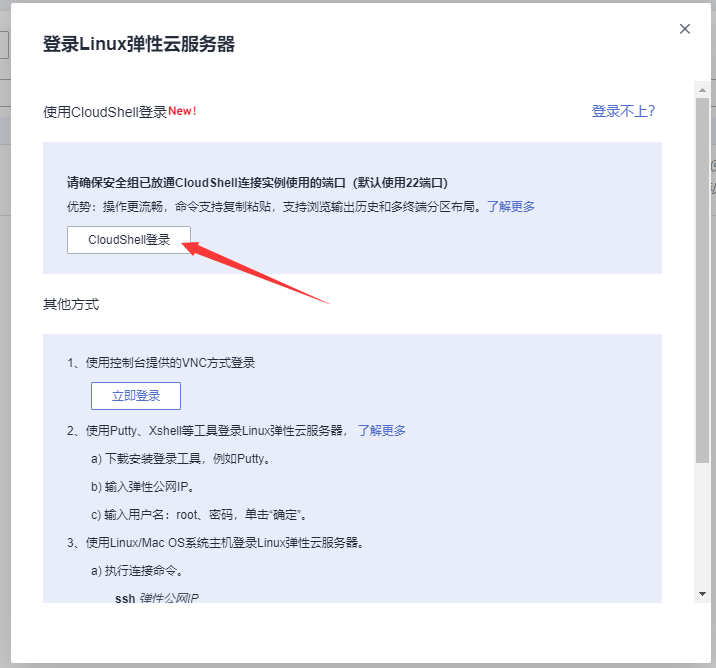 登录Linux弹性云服务器
使用CloudShell登录New!
登录不上?
请确保安全组已放通CloudShell连接实例使用的端口（默认使用22端口）
优势：操作更流畅，命令支持复制粘贴，支持浏览输出历史和多终端分区布局。了解更多
CloudShell登录
其他方式
1、使用控制台提供的VNC方式登录
立即登录
2、使用Putty、Xshell等工具登录Linux弹性云服务器， 了解更多
a) 下载安装登录工具，例如Putty。
b) 输入弹性公网IP。
c) 输入用户名：root、密码，单击“确定”。
3、使用Linux/Mac OS系统主机登录Linux弹性云服务器。
a) 执行连接命令。
ssh 弹性公网IP